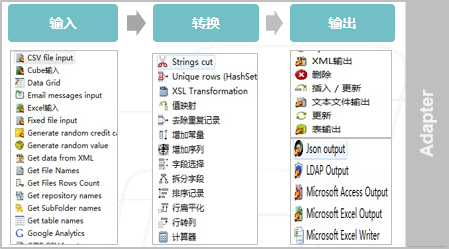 输入
转换
输出
CSV file input
Cube输入
Data Grid
Email messages input
Excel输入
Fixed file input
Generate random credit ca
Generate random value
Get data from XML
Get File Names
Get Files Rows Count
Get repository names
Get SubFolder names
Get table names
Google Analytics
Strings cut
Unique rows (HashSet
XSL Transformation
值映射
去除重复记录
增加常量
增加序列
字段选择
拆分字段
排序记录
行扁平化
行转列
计算器
XML输出
删除
插入 / 更新
文本文件输出
更新
表输出
Json output
LDAP Output
Microsoft Access Output
Microsoft Excel Output
Microsoft Excel Writer
Adapter